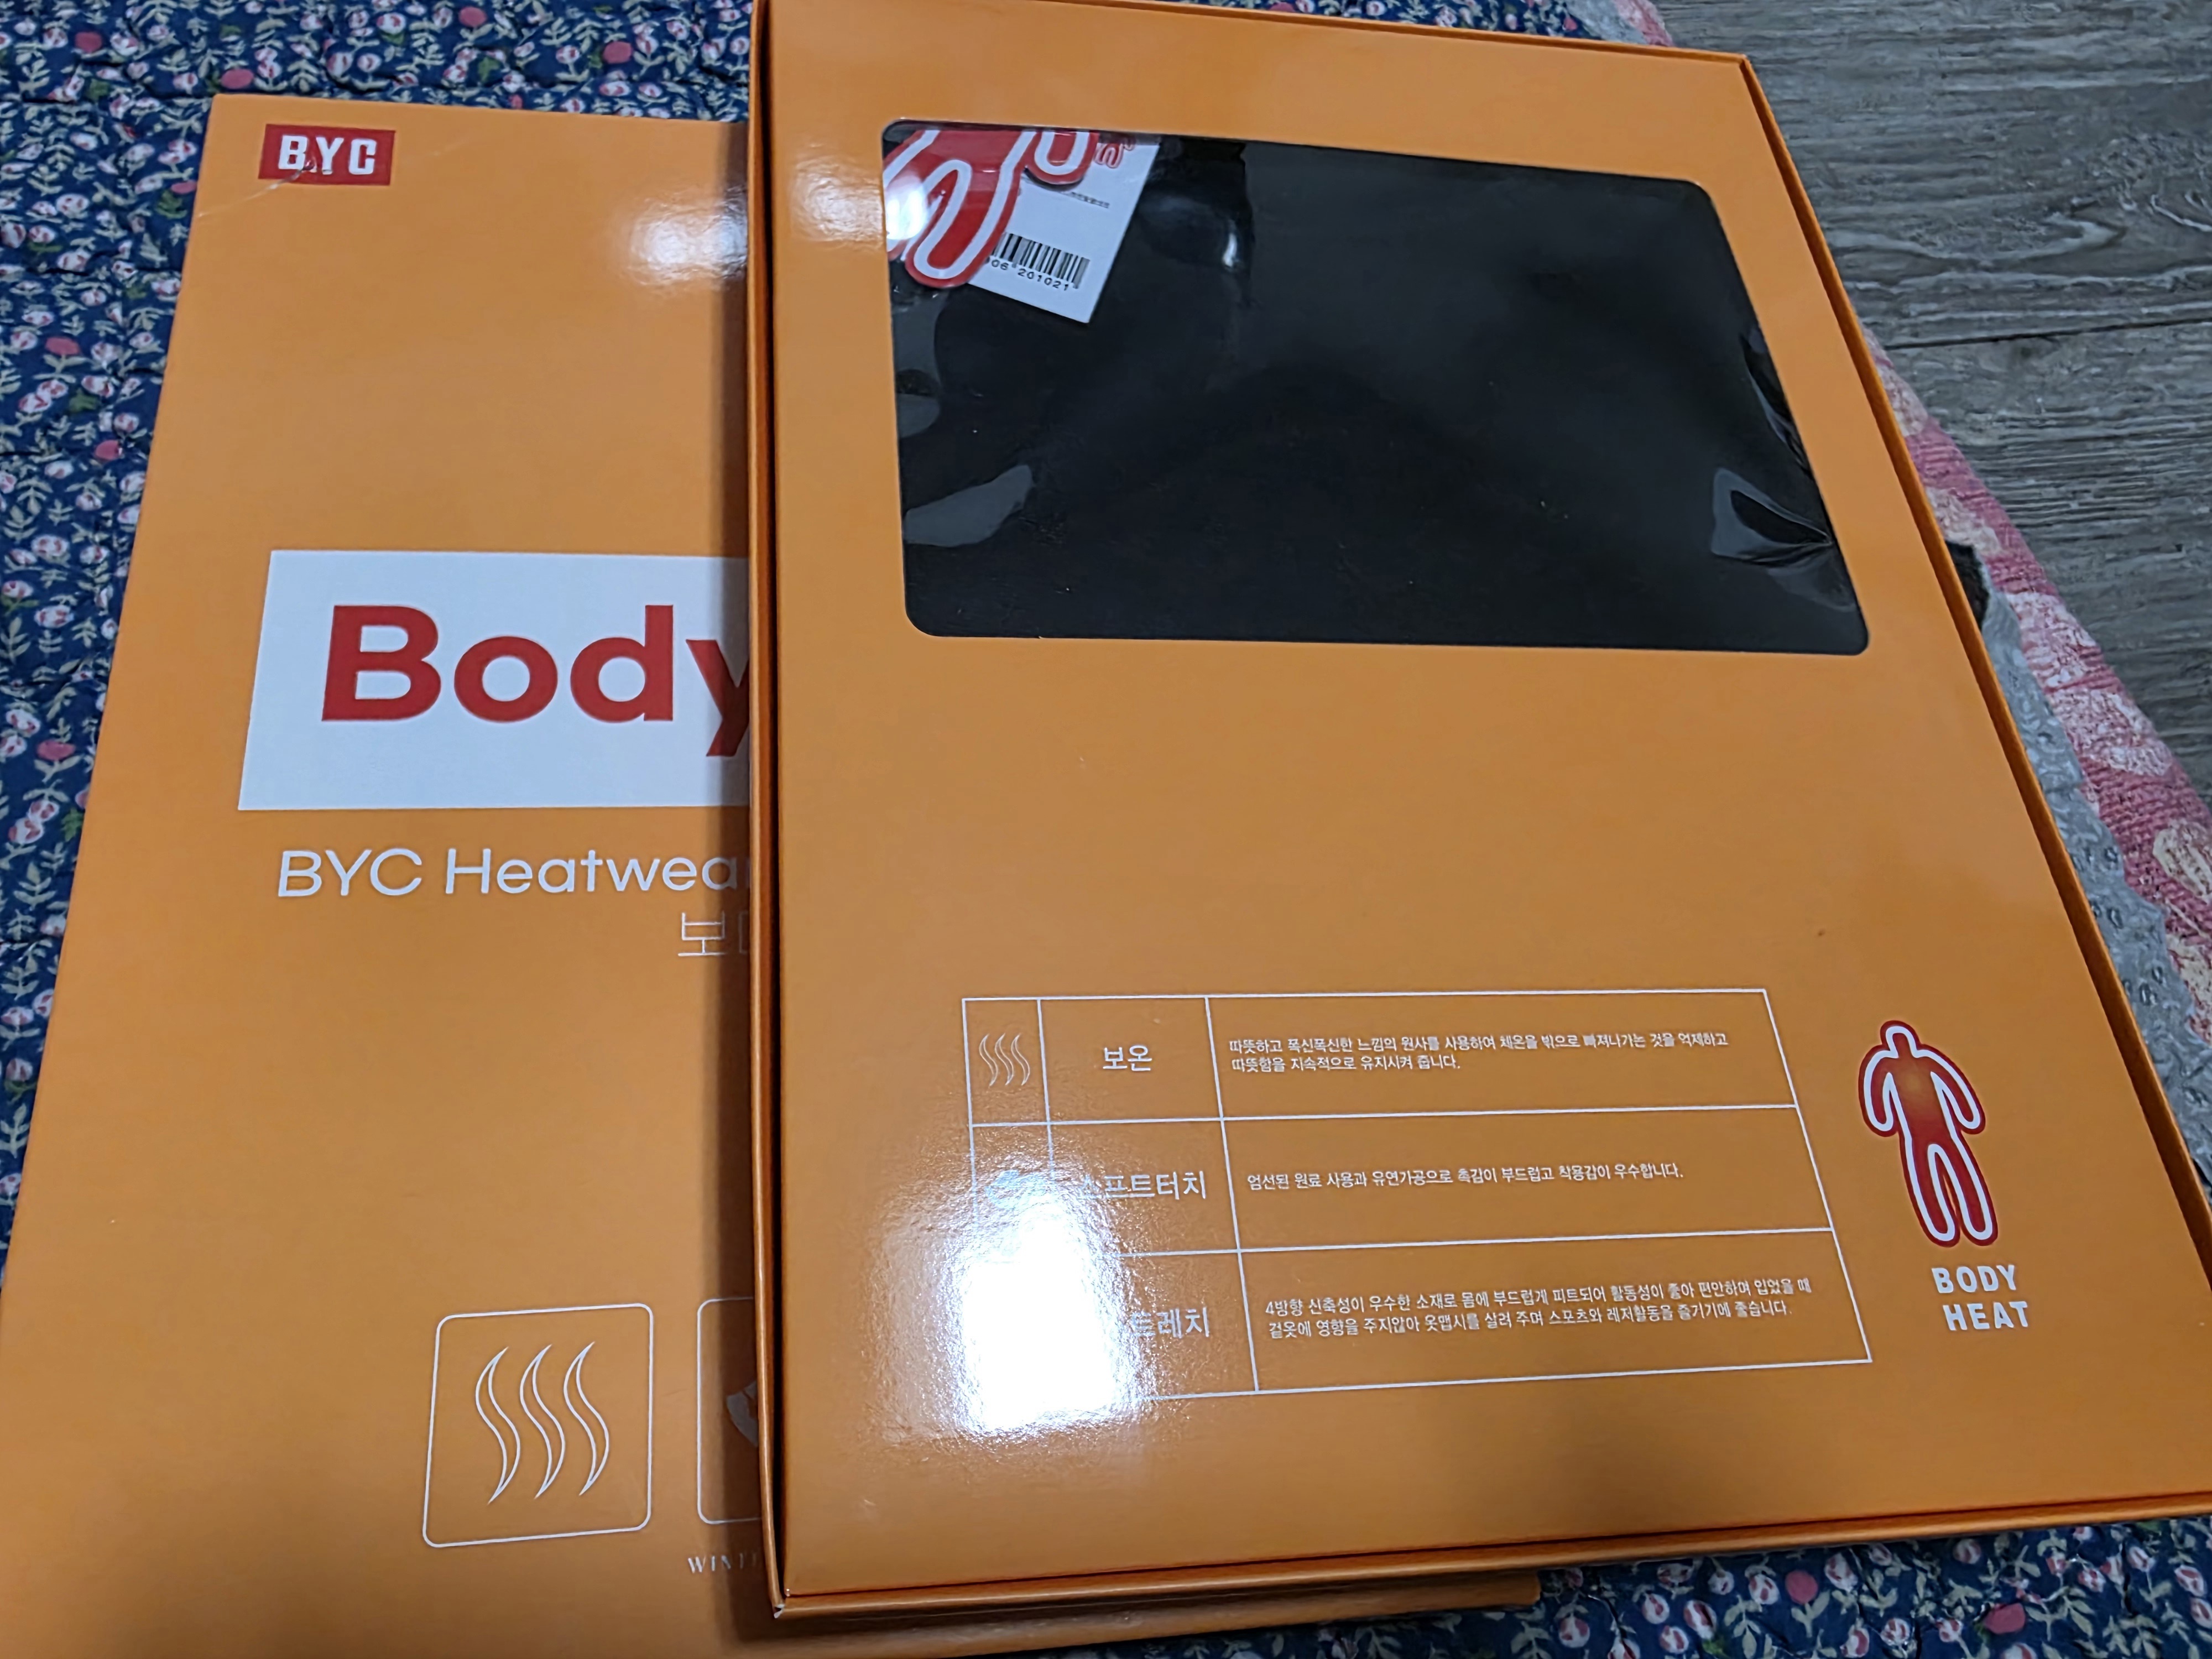 BYC
Body
BYC Heatwear
201021
보온
따뜻하고 폭신폭신한 느낌의 원사를 사용하여 체온을 밖으로 빠져나가는 것을 억제하고
따뜻함을 지속적으로 유지시켜 줍니다.
프트터치
엄선된 원료 사용과 유연가공으로 촉감이 부드럽고 착용감이 우수합니다.
트레치
4방향 신축성이 우수한 소재로 몸에 부드럽게 피트되어 활동성이 좋아 편안하며 입었을 때
겉옷에 영향을 주지않아 옷맵시를 살려 주며 스포츠와 레저활동을 즐기기에 좋습니다.
BODY
HEAT